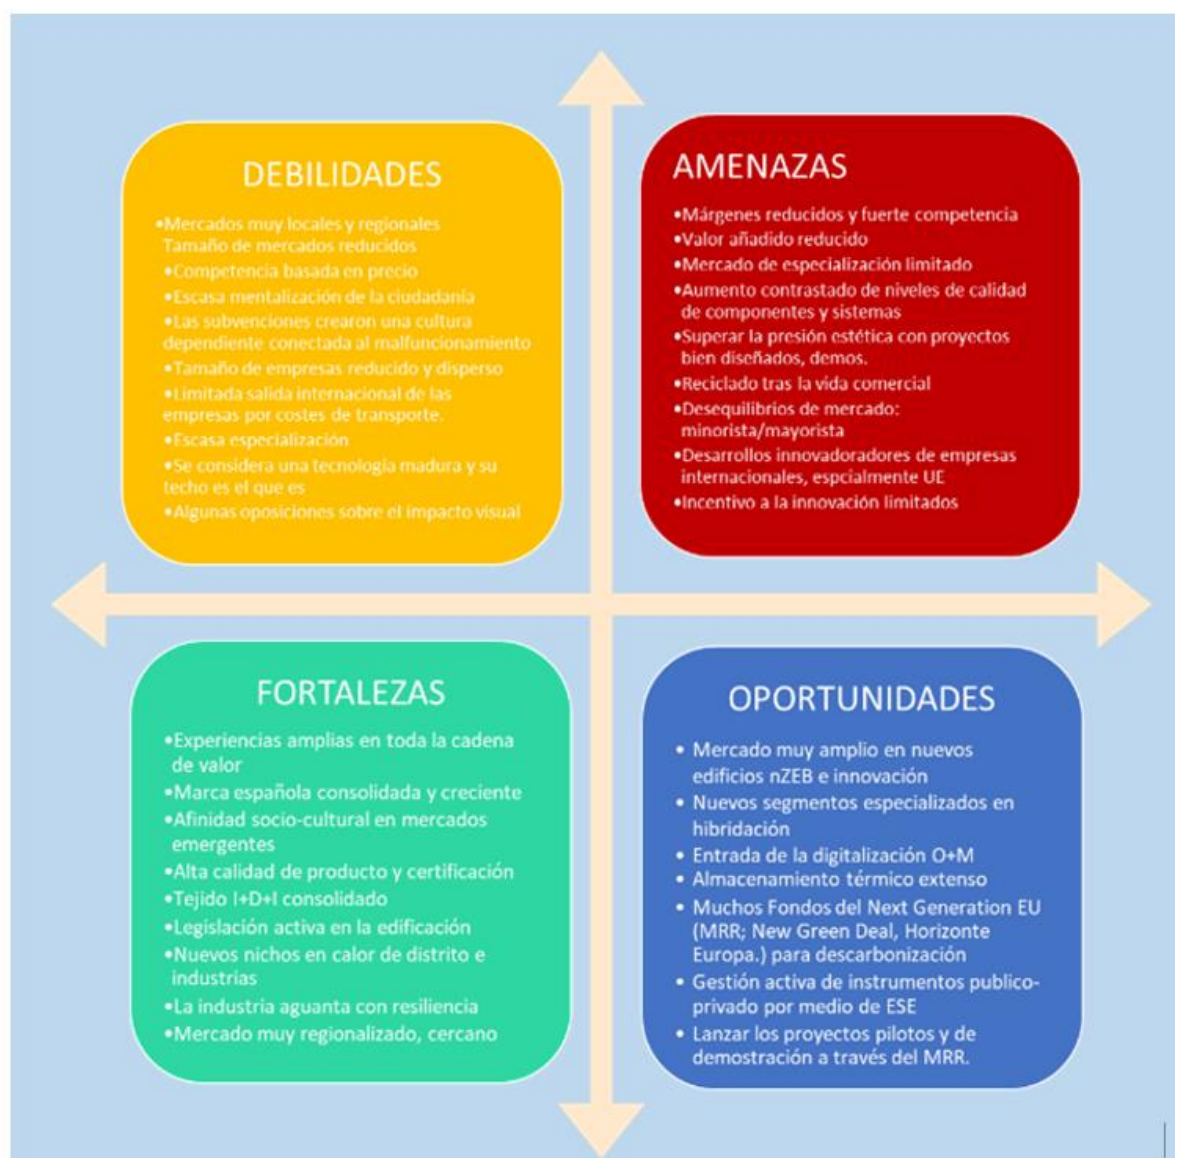 DEBILIDADES
•Mercados muy locales y regionales
Tamaño de mercados reducidos
•Competencia basada en precio
•Escasa mentalización de la ciudadanía
•Las subvenciones crearon una cultura
dependiente conectada al malfuncionamiento
•Tamaño de empresas reducido y disperso
•Limitada salida internacional de las
empresas por costes de transporte.
•Escasa especialización
•Se considera una tecnología madura y su
techo es el que es
•Algunas oposiciones sobre el impacto visual
AMENAZAS
•Márgenes reducidos y fuerte competencia
•Valor añadido reducido
•Mercado de especialización limitado
•Aumento contrastado de niveles de calidad
de componentes y sistemas
•Superar la presión estética con proyectos
bien diseñados, demos.
•Reciclado tras la vida comercial
•Desequilibrios de mercado:
minorista/mayorista
•Desarrollos innovadoradores de empresas
internacionales, espcialmente UE
•Incentivo a la innovación limitados
FORTALEZAS
•Experiencias amplias en toda la cadena
de valor
•Marca española consolidada y creciente
•Afinidad socio-cultural en mercados
emergentes
•Alta calidad de producto y certificación
•Tejido I+D+I consolidado
•Legislación activa en la edificación
•Nuevos nichos en calor de distrito e
industrias
•La industria aguanta con resiliencia
•Mercado muy regionalizado, cercano
OPORTUNIDADES
• Mercado muy amplio en nuevos
edificios nZEB e innovación
• Nuevos segmentos especializados en
hibridación
• Entrada de la digitalización O+M
• Almacenamiento térmico extenso
• Muchos Fondos del Next Generation EU
(MRR; New Green Deal, Horizonte
Europa.) para descarbonización
• Gestión activa de instrumentos publico-
privado por medio de ESE
• Lanzar los proyectos pilotos y de
demostración a través del MRR.